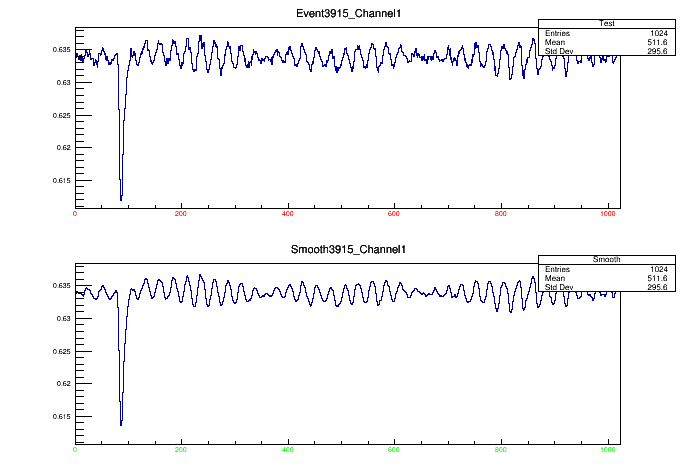 Event3915_Channel1
Test
Entries 1024
Mean 511.6
Std Dev 295.6
0.635
0.63
0.625
0.62
0.615
0 200 400 600 800 1000
Smooth3915_Channel1
Smooth
Entries 1024
Mean 511.6
Std Dev 295.6
0.635
0.63
0.625
0.62
0.615
0 200 400 600 800 1000